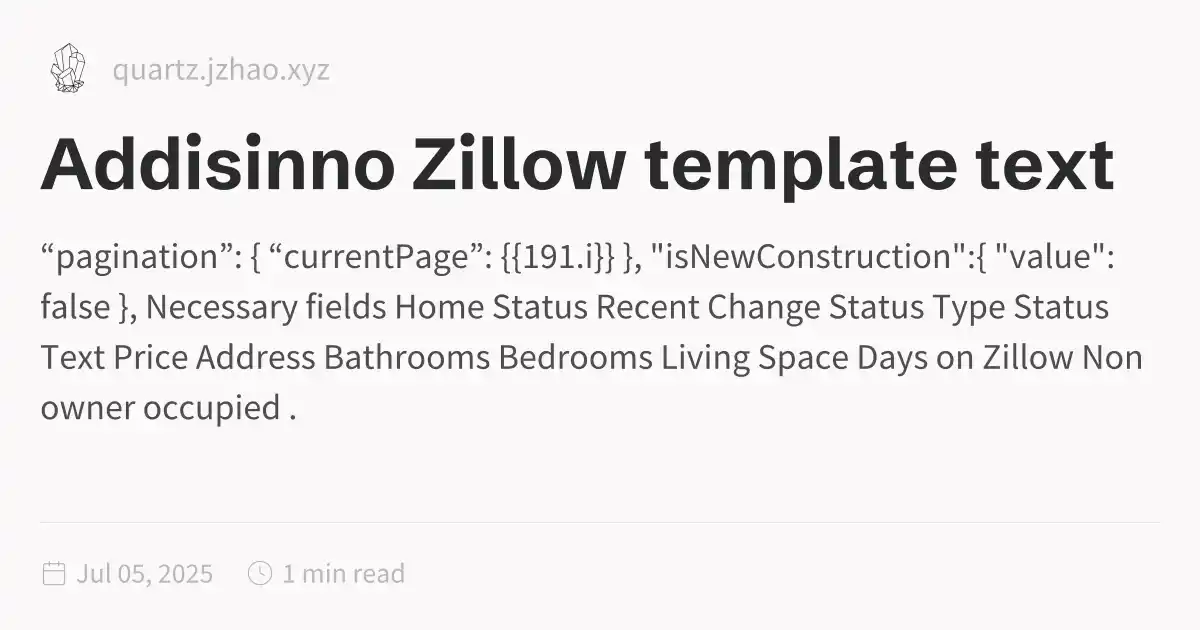 quartz.jzhao.xyz
Addisinno Zillow template text
“pagination”: { “currentPage”: {{191.i}} }, "isNewConstruction":{ "value":
false }, Necessary fields Home Status Recent Change Status Type Status
Text Price Address Bathrooms Bedrooms Living Space Days on Zillow Non
owner occupied .
Jul 05, 2025 1 min read